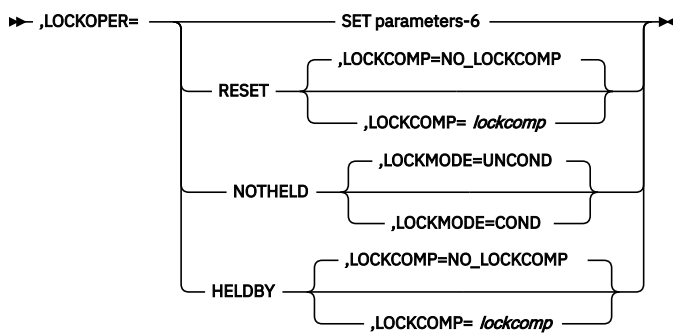 ,LOCKOPER= SET parameters-6
,LOCKCOMP=NO_LOCKCOMP
RESET
,LOCKCOMP= lockcomp
,LOCKMODE=UNCOND
NOTHELD
,LOCKMODE=COND
,LOCKCOMP=NO_LOCKCOMP
HELDBY
,LOCKCOMP= lockcomp